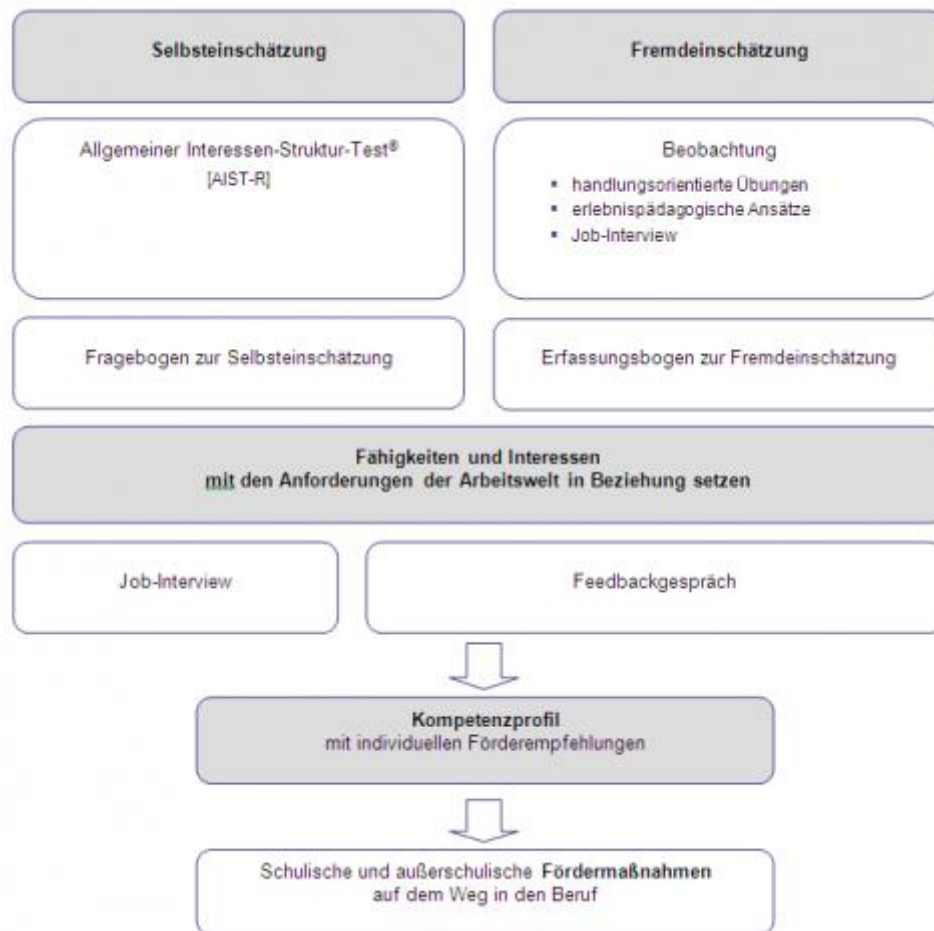 Selbsteinschätzung
Fremdeinschätzung
Allgemeiner Interessen-Struktur-Test®
[AIST-R]
Beobachtung
▪ handlungsorientierte Übungen
▪ erlebnispädagogische Ansätze
▪ Job-Interview
Fragebogen zur Selbsteinschätzung
Erfassungsbogen zur Fremdeinschätzung
Fähigkeiten und Interessen
mit den Anforderungen der Arbeitswelt in Beziehung setzen
Job-Interview
Feedbackgespräch
Kompetenzprofil
mit individuellen Förderempfehlungen
Schulische und außerschulische Fördermaßnahmen
auf dem Weg in den Beruf